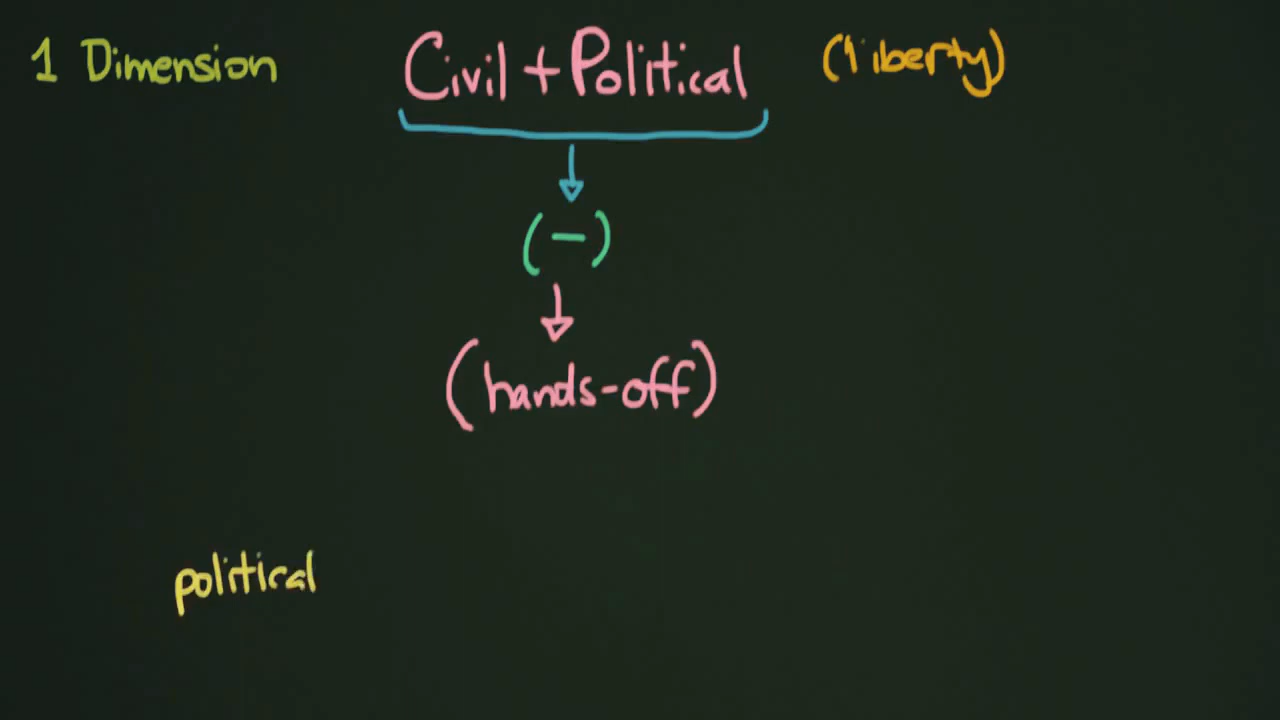 1 Dimension Civil + Political (liberty)
(-)
(hands-off)
political